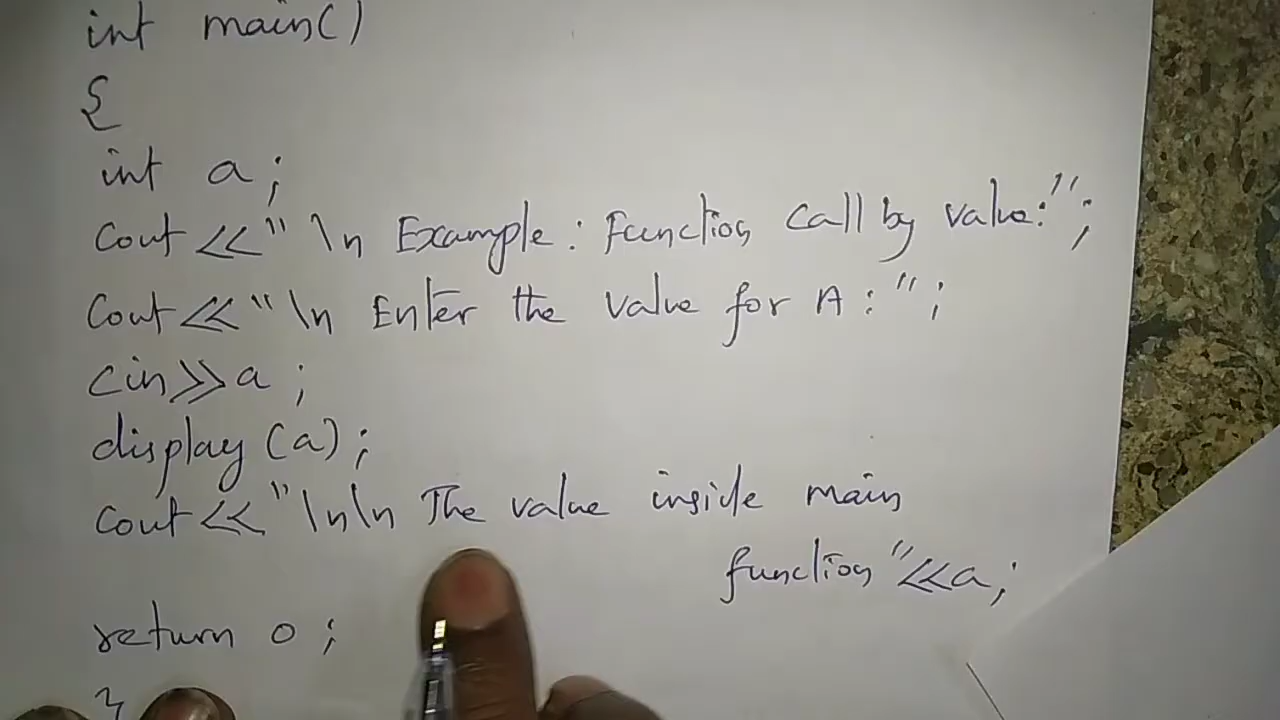 int main()
{
int a;
Cout<<"\n Example: Function Call by value:";
Cout<<"\n Enter the value for A :";
Cin>>a ;
display(a);
Cout<<"\n\n The value inside main
function"<<a;
return 0 ;
}